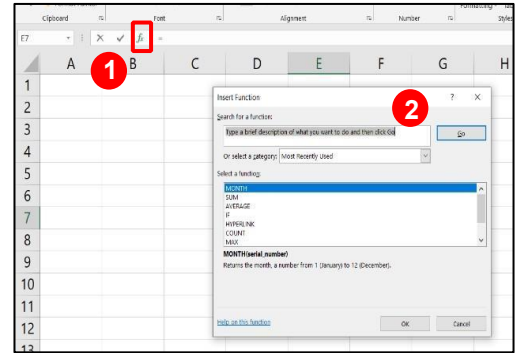 Clipboard Font Alignment Number Styles
E7 fx =
1
A B C D E F G H
1
2
3
4
5
6
7
8
9
10
11
12
13
Insert Function ? X
2
Search for a function:
Type a brief description of what you want to do and then click Go
Go
Or select a category: Most Recently Used
Select a function:
MONTH
SUM
AVERAGE
IF
HYPERLINK
COUNT
MAX
MONTH(serial_number)
Returns the month, a number from 1 (January) to 12 (December).
Help on this function
OK Cancel